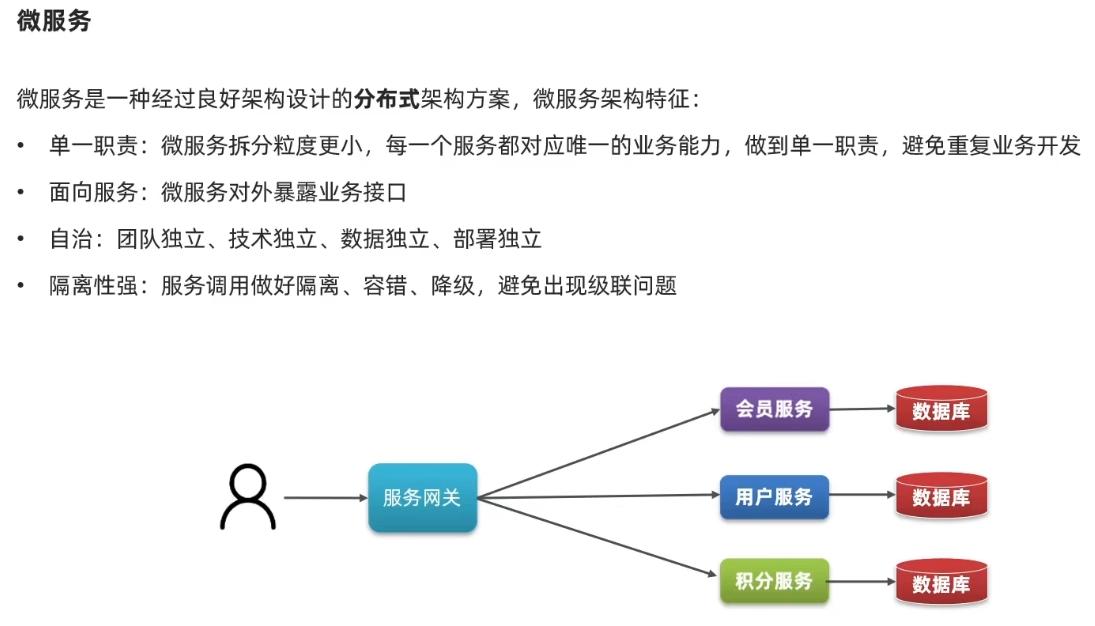 微服务
微服务是一种经过良好架构设计的分布式架构方案，微服务架构特征：
• 单一职责：微服务拆分粒度更小，每一个服务都对应唯一的业务能力，做到单一职责，避免重复业务开发
• 面向服务：微服务对外暴露业务接口
• 自治：团队独立、技术独立、数据独立、部署独立
• 隔离性强：服务调用做好隔离、容错、降级，避免出现级联问题
会员服务
数据库
服务网关
用户服务
数据库
积分服务
数据库